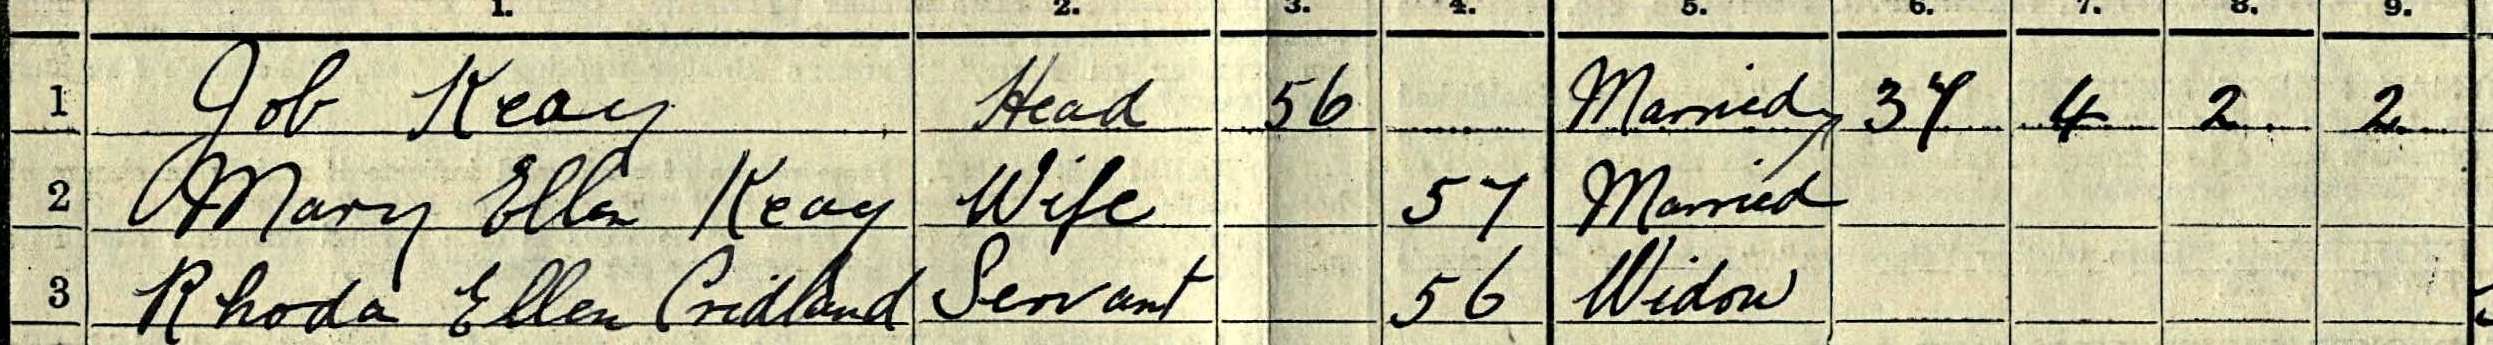 1. 2. 3. 4. 5. 6. 7. 8. 9.
1 Job Keay Head 56 Married 37 4 2 2
2 Mary Ellen Keay Wife 57 Married
3 Rhoda Ellen Cridland Servant 56 Widow